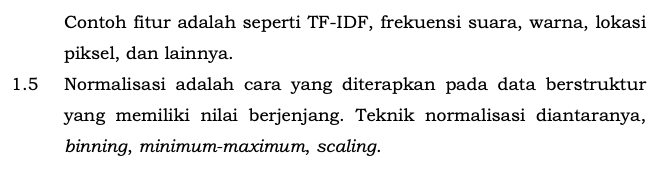 Contoh fitur adalah seperti TF-IDF, frekuensi suara, warna, lokasi
piksel, dan lainnya.
1.5 Normalisasi adalah cara yang diterapkan pada data berstruktur
yang memiliki nilai berjenjang. Teknik normalisasi diantaranya,
binning, minimum-maximum, scaling.